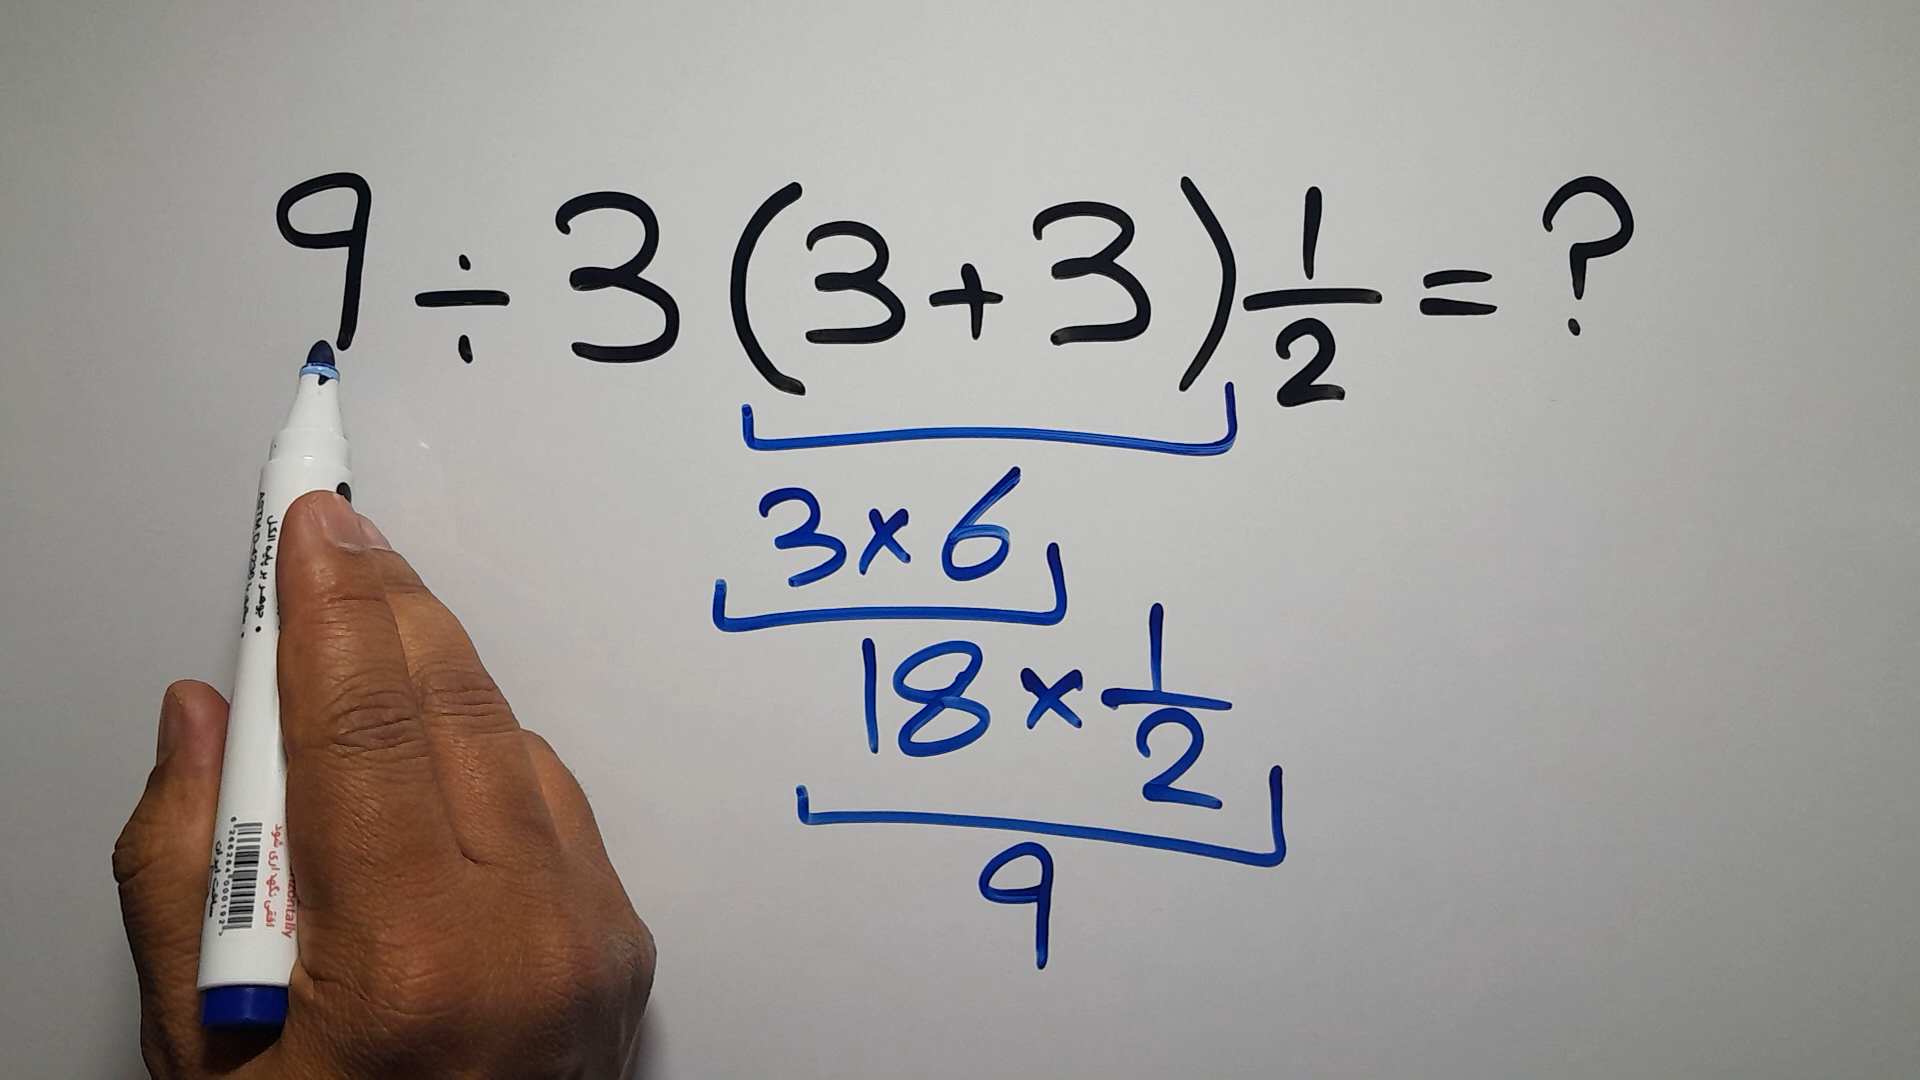 9 ÷ 3 (3 + 3) 1/2 = ?
3 × 6
18 × 1/2
9